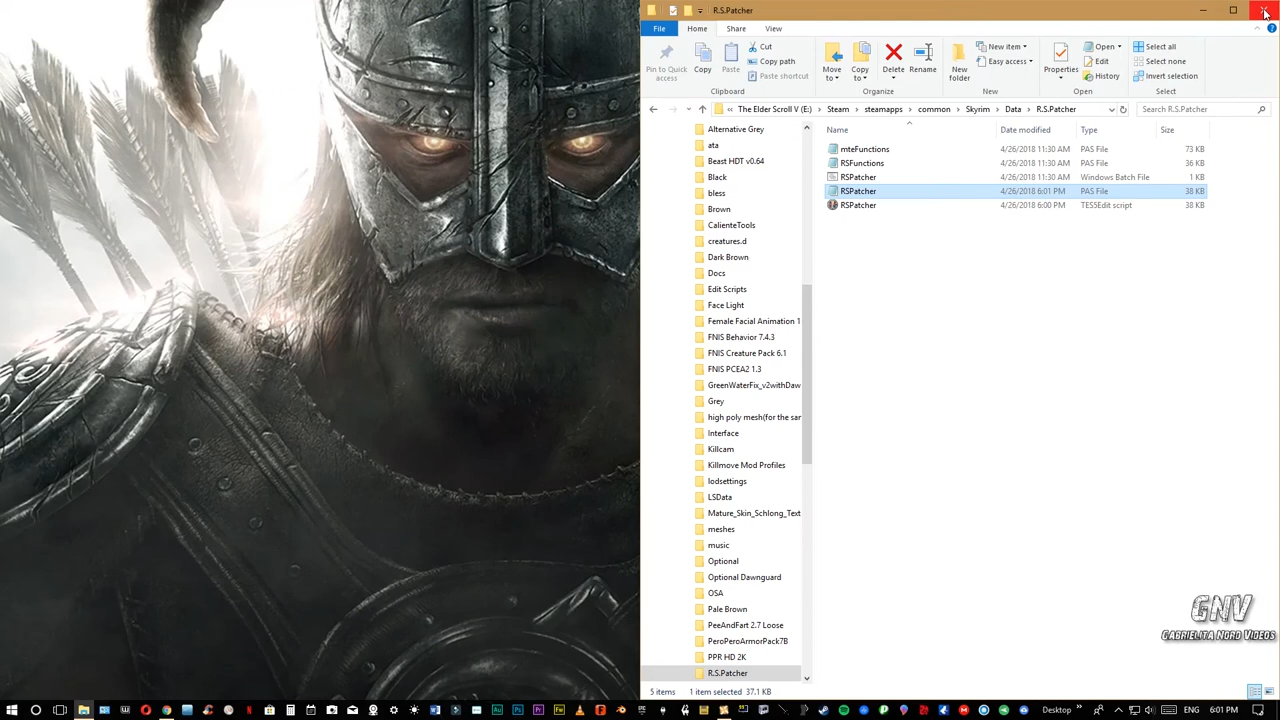 R.S.Patcher
File Home Share View
Pin to Quick access
Copy
Paste
Cut
Copy path
Paste shortcut
Clipboard
Move to
Copy to
Delete
Rename
Organize
New folder
New item
Easy access
New
Properties
Open
Edit
History
Open
Select all
Select none
Invert selection
Select
« The Elder Scroll V (E:) > Steam > steamapps > common > Skyrim > Data > R.S.Patcher
Search R.S.Patcher
Alternative Grey
ata
Beast HDT v0.64
Black
bless
Brown
CalienteTools
creatures.d
Dark Brown
Docs
Edit Scripts
Face Light
Female Facial Animation 1
FNIS Behavior 7.4.3
FNIS Creature Pack 6.1
FNIS PCEA2 1.3
GreenWaterFix_v2withDaw
Grey
high poly mesh(for the sar
Interface
Killcam
Killmove Mod Profiles
lodsettings
LSData
Mature_Skin_Schlong_Text
meshes
music
Optional
Optional Dawnguard
OSA
Pale Brown
PeeAndFart 2.7 Loose
PeroPeroArmorPack7B
PPR HD 2K
R.S.Patcher
Name Date modified Type Size
mteFunctions 4/26/2018 11:30 AM PAS File 73 KB
RSFunctions 4/26/2018 11:30 AM PAS File 36 KB
RSPatcher 4/26/2018 11:30 AM Windows Batch File 1 KB
RSPatcher 4/26/2018 6:01 PM PAS File 38 KB
RSPatcher 4/26/2018 6:00 PM TES5Edit script 38 KB
GNV
Gabrielita Nord Videos
5 items 1 item selected 37.1 KB
Desktop » ENG 6:01 PM